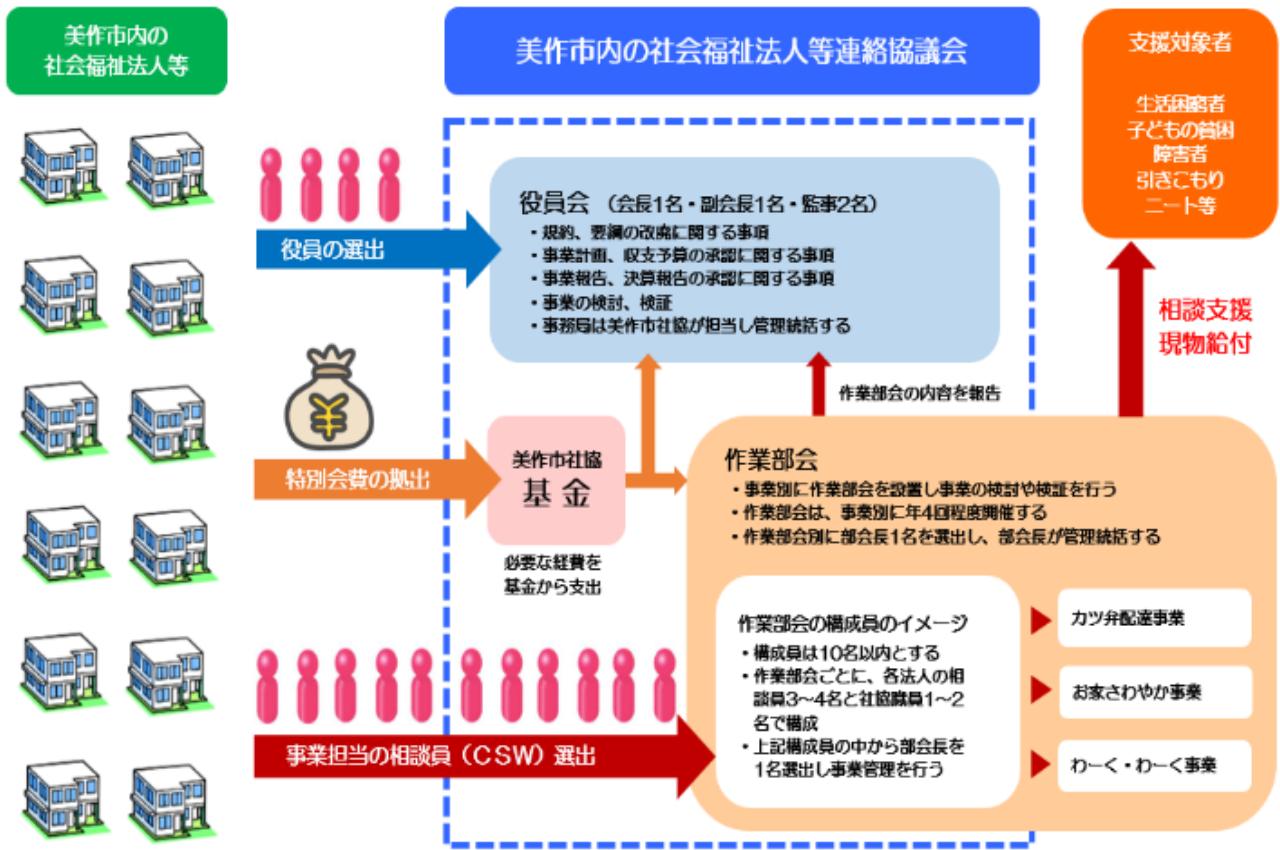 美作市内の
社会福祉法人等
美作市内の社会福祉法人等連絡協議会
支援対象者
生活困窮者
子どもの貧困
障害者
引きこもり
ニート等
役員の選出
役員会 （会長1名・副会長1名・監事2名）
・規約、要綱の改廃に関する事項
・事業計画、収支予算の承認に関する事項
・事業報告、決算報告の承認に関する事項
・事業の検討、検証
・事務局は美作市社協が担当し管理統括する
相談支援
現物給付
作業部会の内容を報告
¥
特別会費の拠出
美作市社協
基金
必要な経費を
基金から支出
作業部会
・事業別に作業部会を設置し事業の検討や検証を行う
・作業部会は、事業別に年4回程度開催する
・作業部会別に部会長1名を選出し、部会長が管理統括する
事業担当の相談員（CSW）選出
作業部会の構成員のイメージ
・構成員は10名以内とする
・作業部会ごとに、各法人の相
談員3～4名と社協職員1～2
名で構成
・上記構成員の中から部会長を
1名選出し事業管理を行う
カツ弁配達事業
お家さわやか事業
わーく・わーく事業